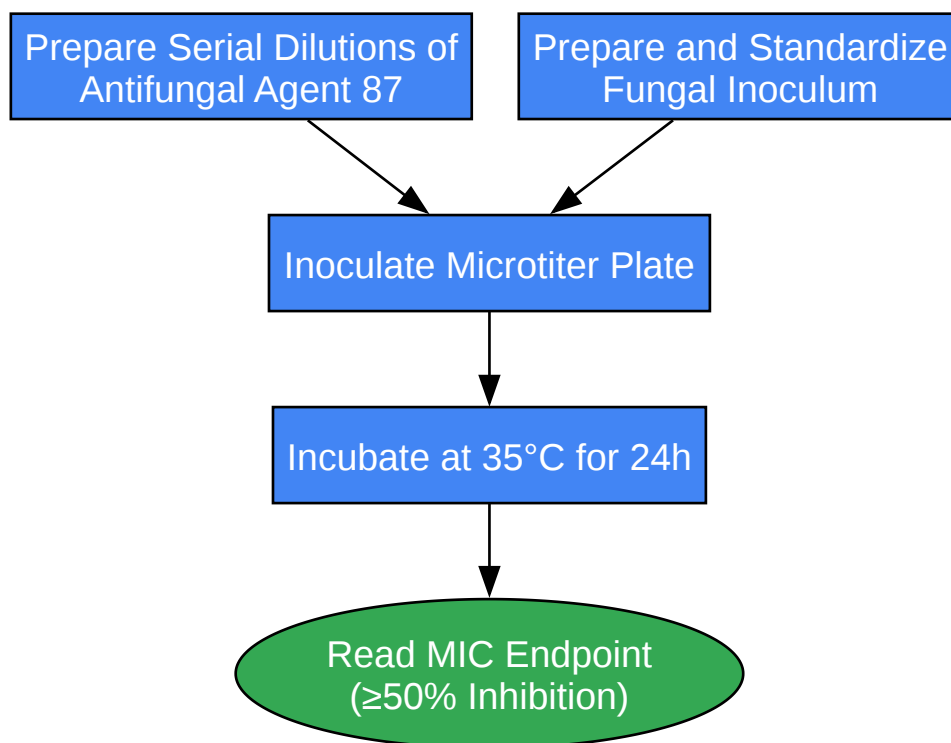 Prepare Serial Dilutions of
Antifungal Agent 87
Prepare and Standardize
Fungal Inoculum
Inoculate Microtiter Plate
Incubate at 35°C for 24h
Read MIC Endpoint
(≥50% Inhibition)